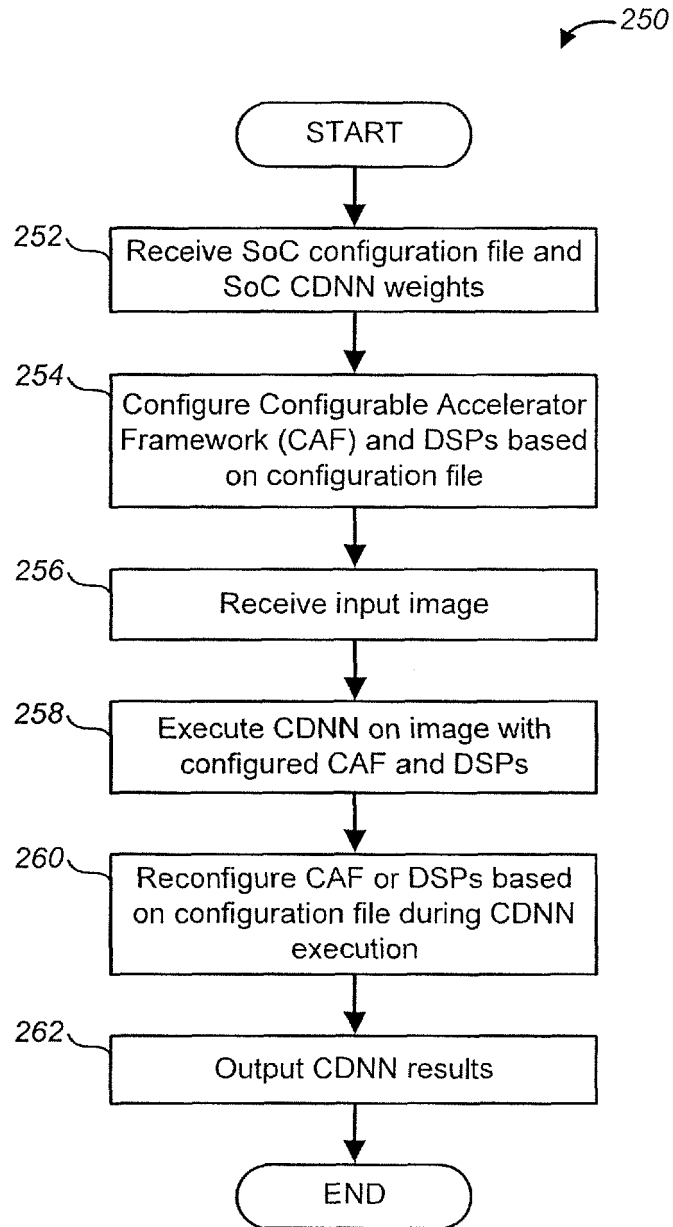 250
START
252
Receive SoC configuration file and
SoC CDNN weights
254
Configure Configurable Accelerator
Framework (CAF) and DSPs based
on configuration file
256
Receive input image
258
Execute CDNN on image with
configured CAF and DSPs
260
Reconfigure CAF or DSPs based
on configuration file during CDNN
execution
262
Output CDNN results
END